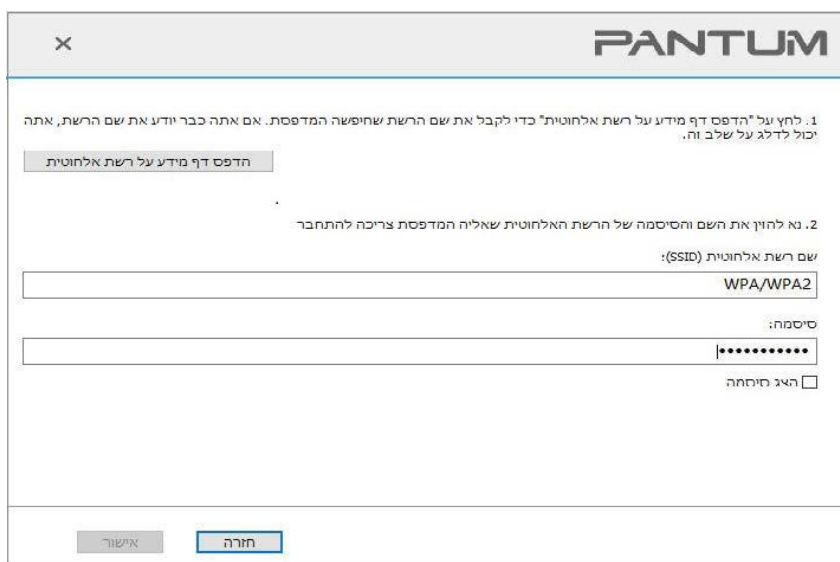 PANTUM
1. לחץ על "הדפס דף מידע על רשת אלחוטית" כדי לקבל את שם הרשת שחיפשה המדפסת. אם אתה כבר יודע את שם הרשת, אתה
יכול לדלג על שלב זה.
הדפס דף מידע על רשת אלחוטית
.
2. נא להזין את השם והסיסמה של הרשת האלחוטית שאליה המדפסת צריכה להתחבר
שם רשת אלחוטית (SSID):
WPA/WPA2
סיסמה:
•••••••••••
הצג סיסמה
חזרה אישור